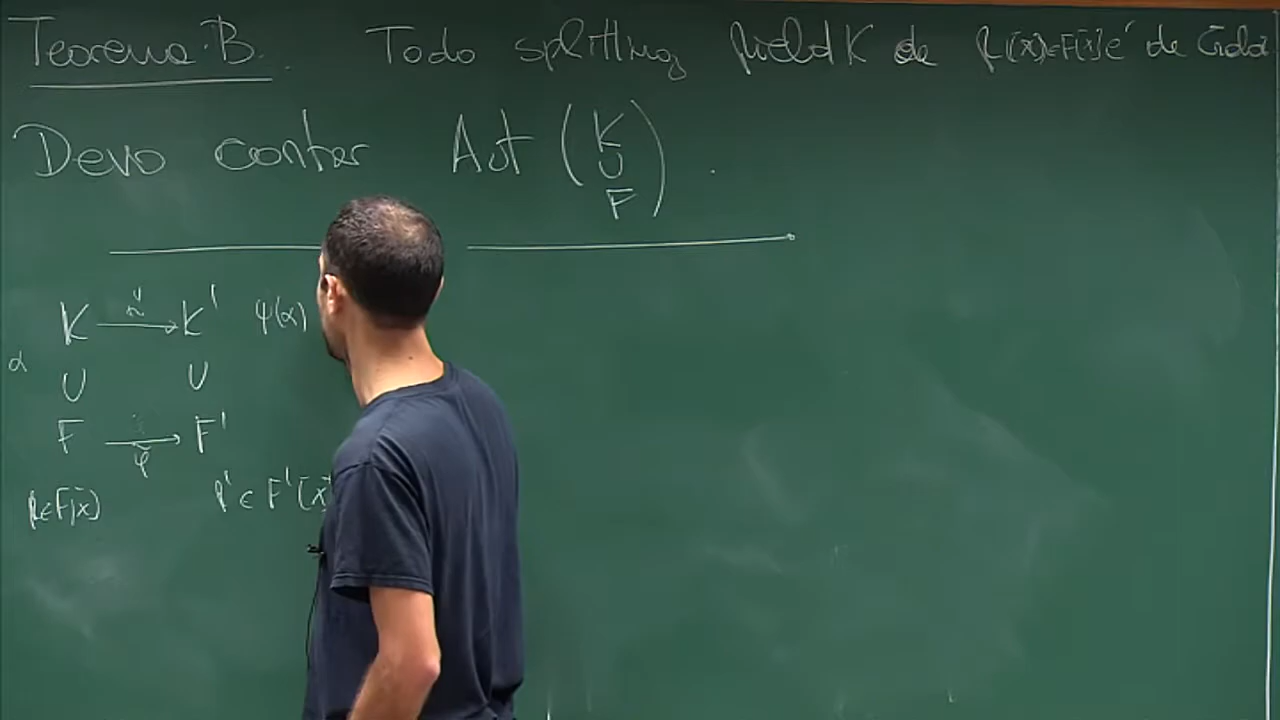 Teorema B. Todo splitting field K de p(x)∈F[x] é de Galois
Devo contar Aut (K ∪ F).
K →ψ K' ψ(α)
α
∪ ∪
F →φ F'
p∈F[x] p' ∈ F'[x]